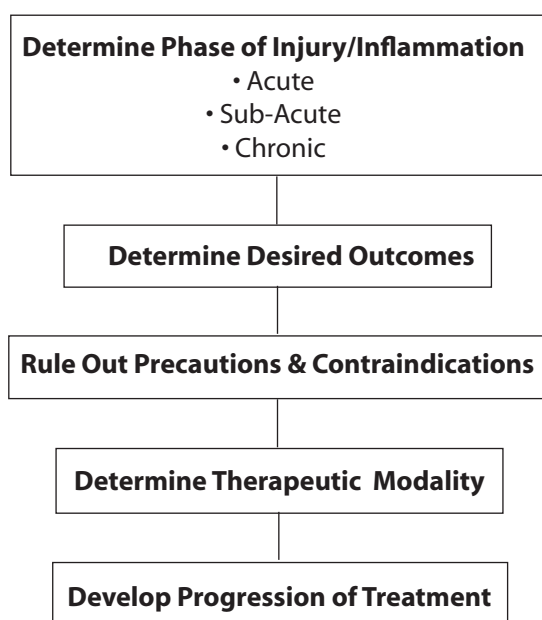 Determine Phase of Injury/Inflammation
• Acute
• Sub-Acute
• Chronic
Determine Desired Outcomes
Rule Out Precautions & Contraindications
Determine Therapeutic Modality
Develop Progression of Treatment